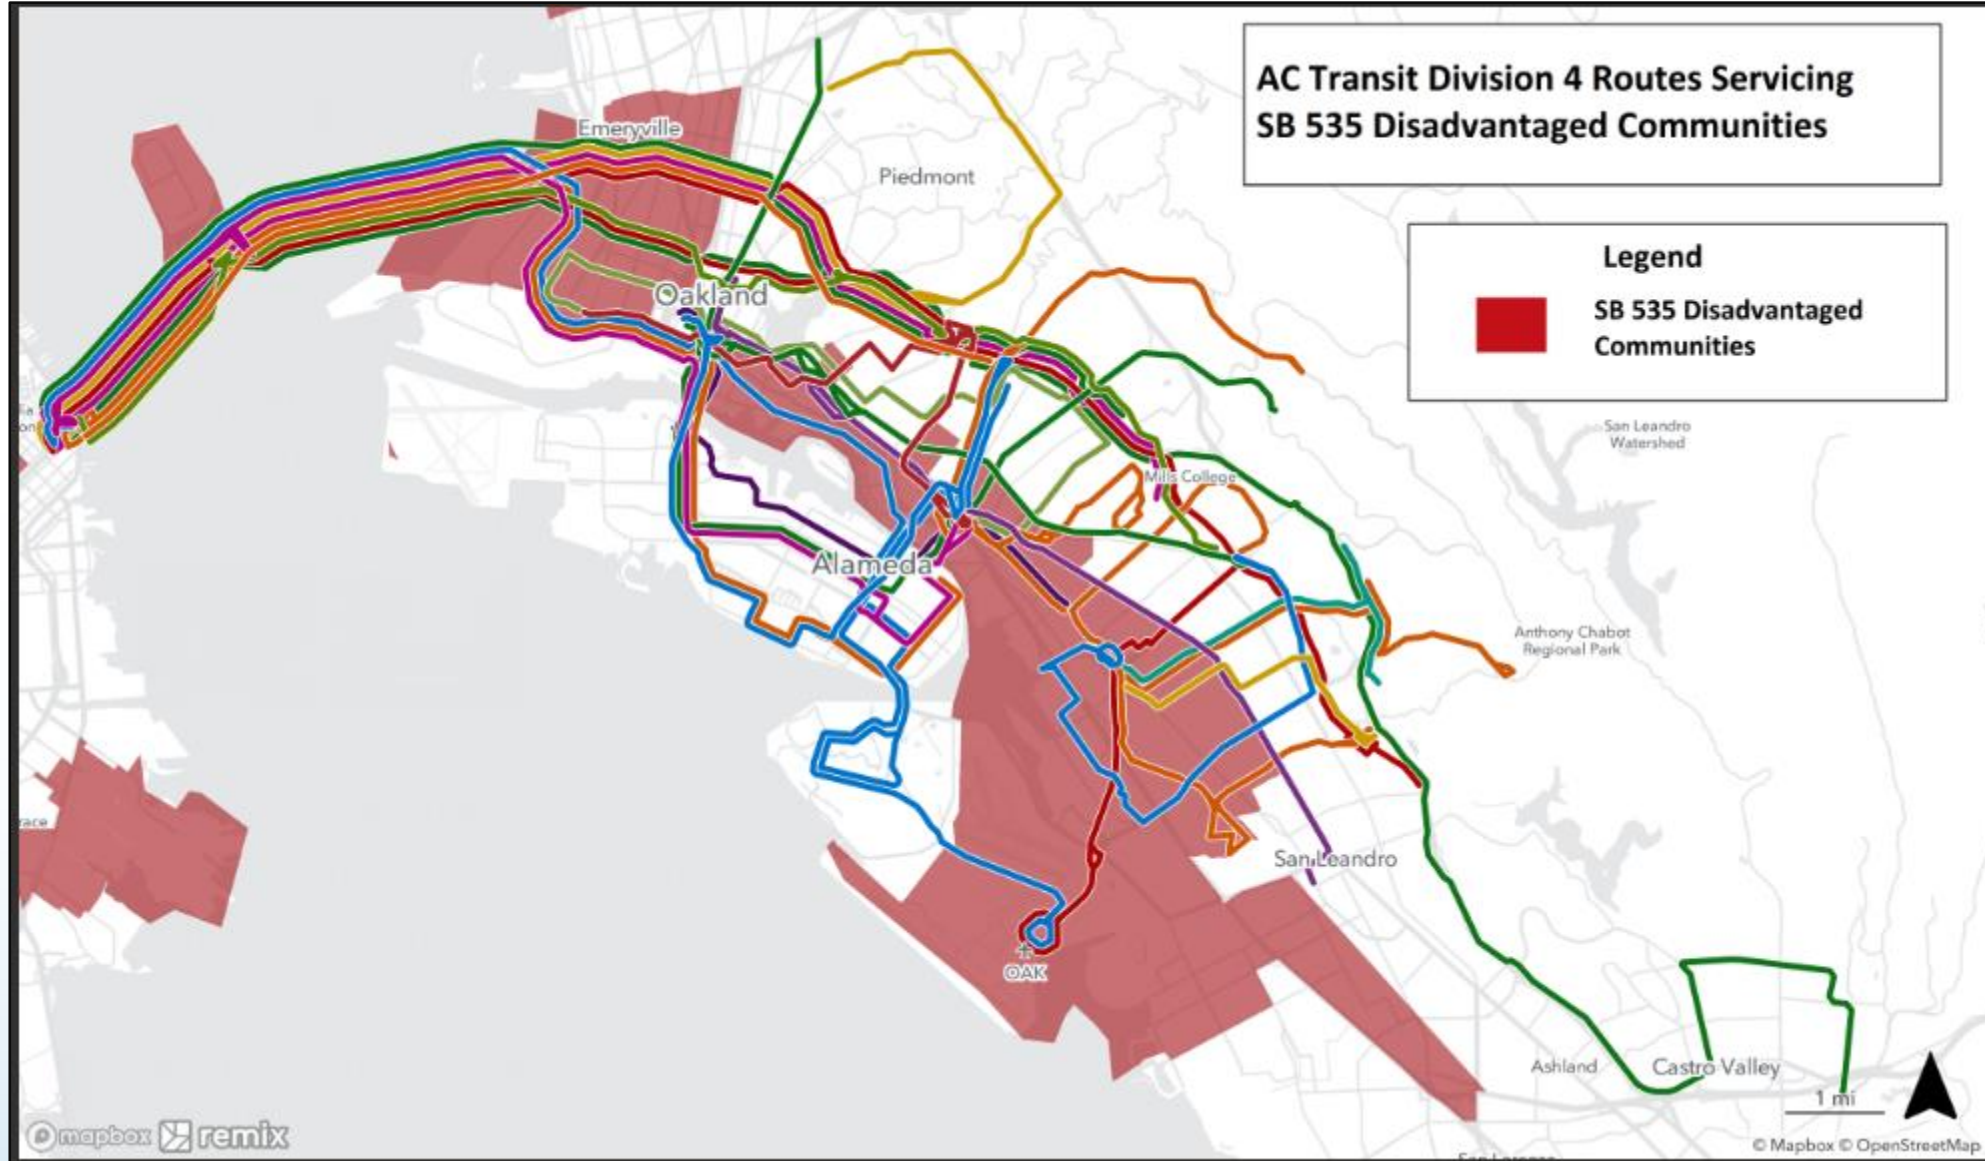 AC Transit Division 4 Routes Servicing
SB 535 Disadvantaged Communities
Legend
SB 535 Disadvantaged
Communities
Emeryville
Piedmont
Oakland
San Leandro
Watershed
Mills College
Alameda
Anthony Chabot
Regional Park
San Leandro
OAK
Ashland
Castro Valley
1 mi
mapbox remix
© Mapbox © OpenStreetMap